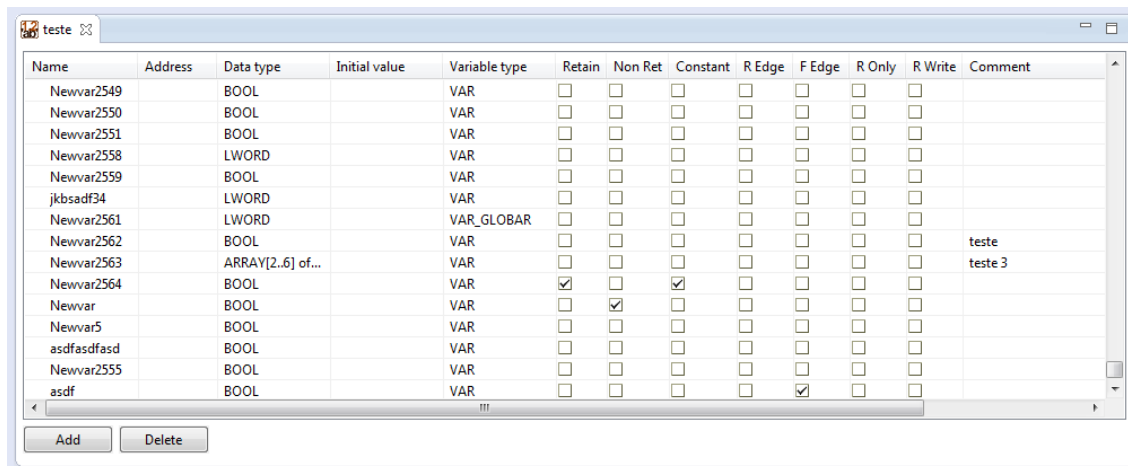 teste
Name Address Data type Initial value Variable type Retain Non Ret Constant R Edge F Edge R Only R Write Comment
Newvar2549 BOOL VAR
Newvar2550 BOOL VAR
Newvar2551 BOOL VAR
Newvar2558 LWORD VAR
Newvar2559 BOOL VAR
jkbsadf34 LWORD VAR
Newvar2561 LWORD VAR_GLOBAR
Newvar2562 BOOL VAR teste
Newvar2563 ARRAY[2..6] of... VAR teste 3
Newvar2564 BOOL VAR
Newvar BOOL VAR
Newvar5 BOOL VAR
asdfasdfasd BOOL VAR
Newvar2555 BOOL VAR
asdf BOOL VAR
Add Delete